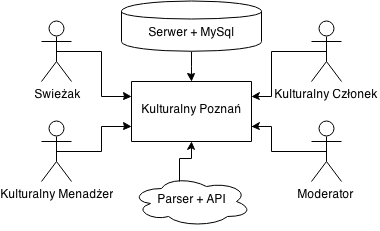 Serwer + MySql
Swieżak
Kulturalny Członek
Kulturalny Poznań
Kulturalny Menadżer
Moderator
Parser + API